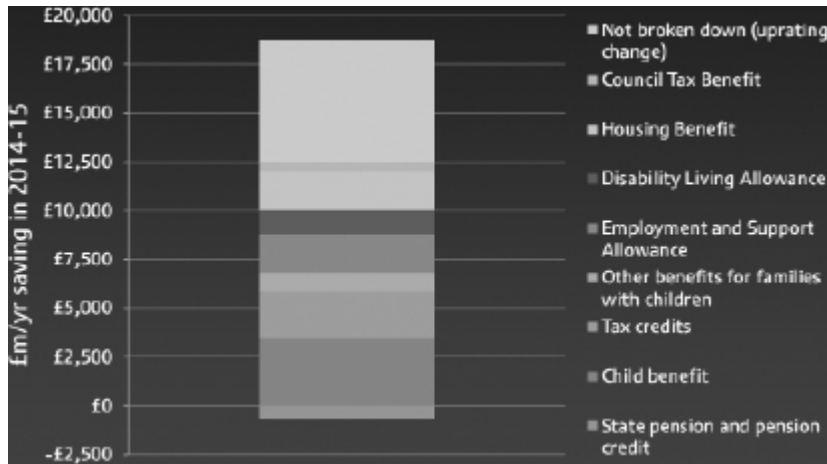 £20,000
£17,500
£15,000
£12,500
£10,000
£7,500
£5,000
£2,500
£0
-£2,500
£m/yr saving in 2014-15
Not broken down (uprating
change)
Council Tax Benefit
Housing Benefit
Disability Living Allowance
Employment and Support
Allowance
Other benefits for families
with children
Tax credits
Child benefit
State pension and pension
credit